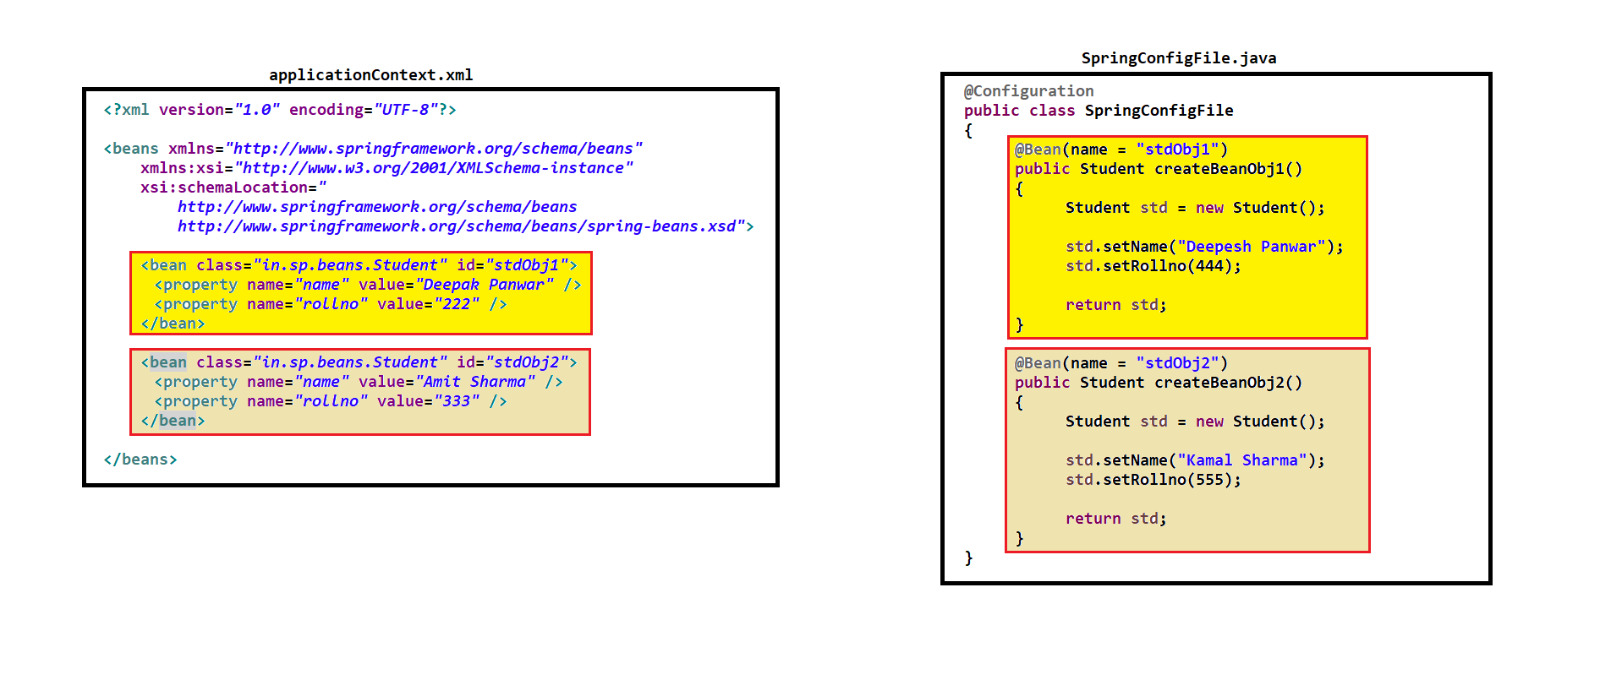 applicationContext.xml
<?xml version="1.0" encoding="UTF-8"?>
<beans xmlns="http://www.springframework.org/schema/beans"
xmlns:xsi="http://www.w3.org/2001/XMLSchema-instance"
xsi:schemaLocation="
http://www.springframework.org/schema/beans
http://www.springframework.org/schema/beans/spring-beans.xsd">
<bean class="in.sp.beans.Student" id="stdObj1">
<property name="name" value="Deepak Panwar" />
<property name="rollno" value="222" />
</bean>
<bean class="in.sp.beans.Student" id="stdObj2">
<property name="name" value="Amit Sharma" />
<property name="rollno" value="333" />
</bean>
</beans>
SpringConfigFile.java
@Configuration
public class SpringConfigFile
{
@Bean(name = "stdObj1")
public Student createBeanObj1()
{
Student std = new Student();
std.setName("Deepesh Panwar");
std.setRollno(444);
return std;
}
@Bean(name = "stdObj2")
public Student createBeanObj2()
{
Student std = new Student();
std.setName("Kamal Sharma");
std.setRollno(555);
return std;
}
}